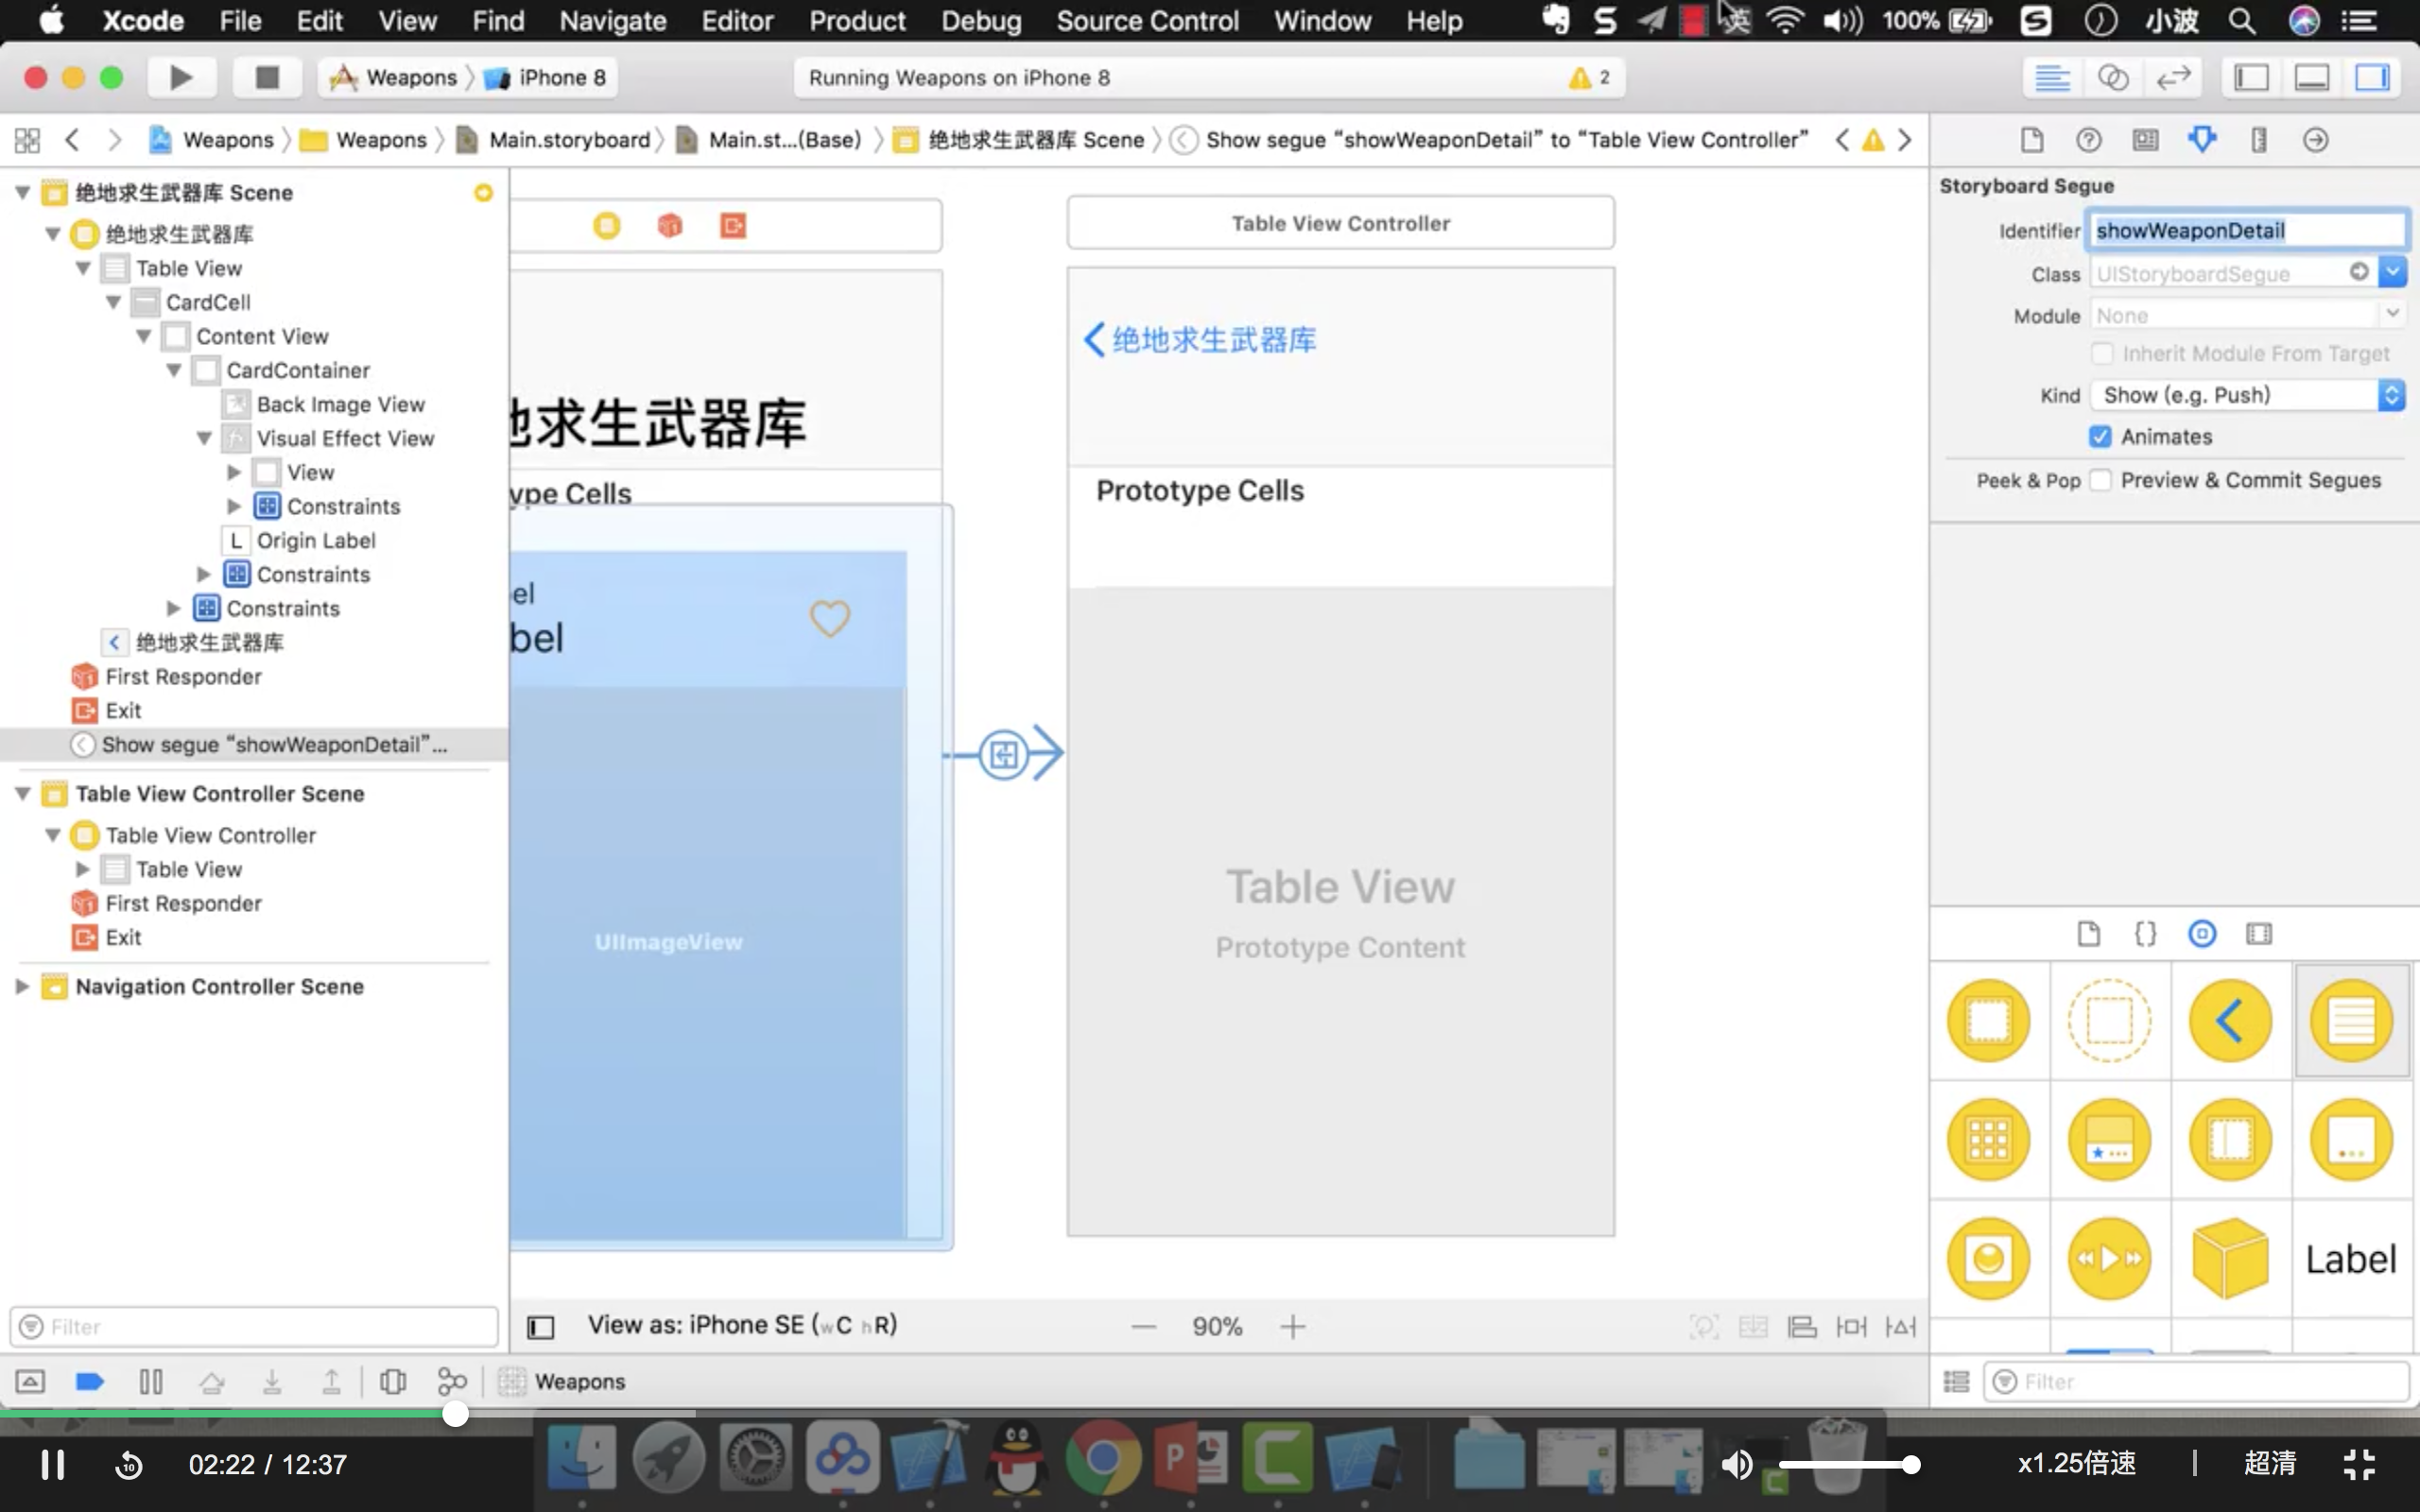 Xcode File Edit View Find Navigate Editor Product Debug Source Control Window Help 英 100% 小波
Weapons iPhone 8 Running Weapons on iPhone 8 2
Weapons Weapons Main.storyboard Main.st...(Base) 绝地求生武器库 Scene Show segue “showWeaponDetail” to “Table View Controller”
绝地求生武器库 Scene
绝地求生武器库
Table View
CardCell
Content View
CardContainer
Back Image View
Visual Effect View
View
Constraints
L Origin Label
Constraints
Constraints
绝地求生武器库
First Responder
Exit
Show segue “showWeaponDetail”...
Table View Controller Scene
Table View Controller
Table View
First Responder
Exit
Navigation Controller Scene
Filter
求生武器库
ype Cells
el
bel
UIImageView
Table View Controller
绝地求生武器库
Prototype Cells
Table View
Prototype Content
View as: iPhone SE (wC hR)
90%
Storyboard Segue
Identifier showWeaponDetail
Class UIStoryboardSegue
Module None
Inherit Module From Target
Kind Show (e.g. Push)
Animates
Peek & Pop Preview & Commit Segues
Label
Weapons
Filter
10 02:22 / 12:37 x1.25倍速 | 超清